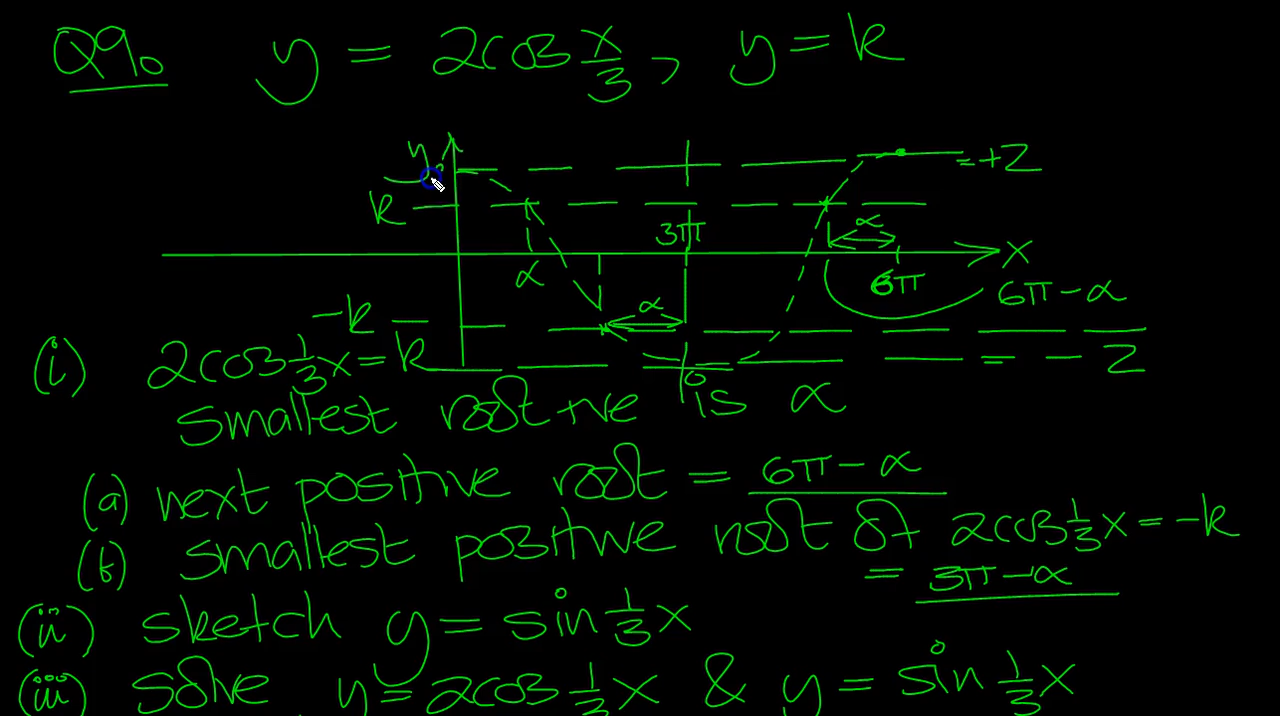 Q9. y = 2cos x/3, y = k
y
= +2
k
3π
α
x
α
6π
6π - α
α
-k
= -2
(i) 2cos 1/3 x = k
smallest root +ve is α
(a) next positive root = 6π - α
(b) smallest positive root of 2cos 1/3 x = -k
= 3π - α
(ii) sketch y = sin 1/3 x
(iii) solve y = 2cos 1/3 x & y = sin 1/3 x